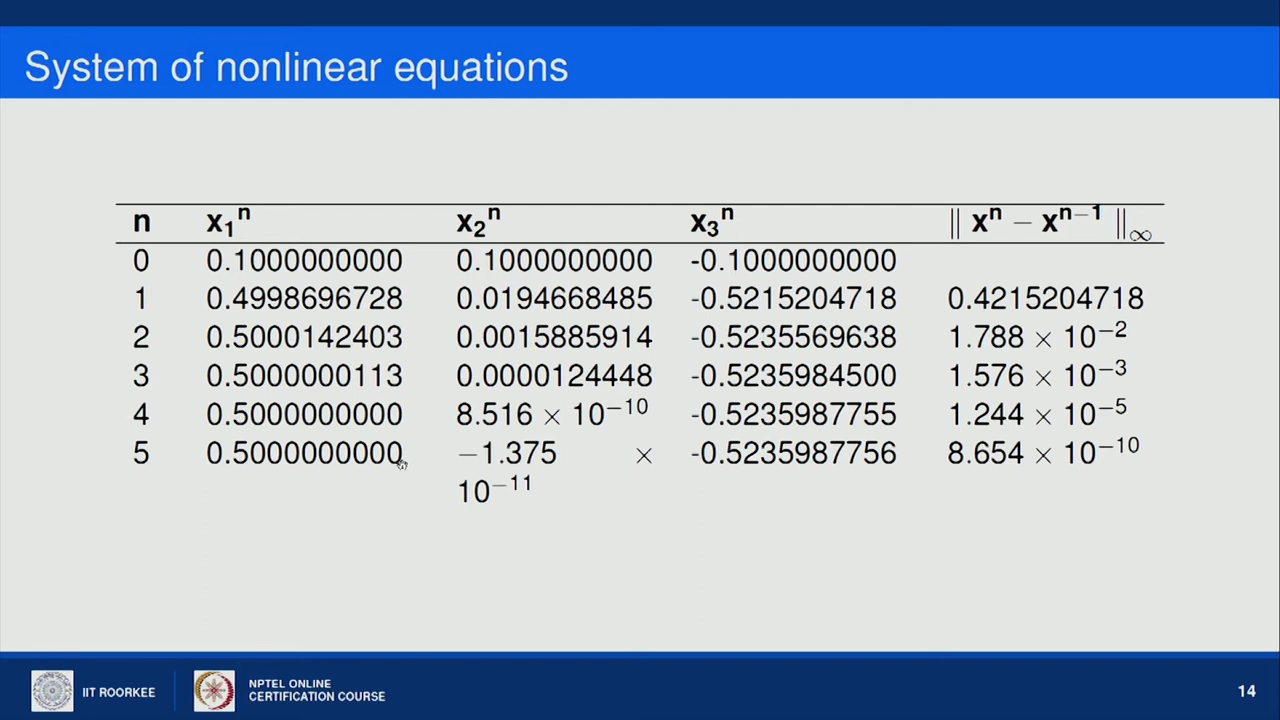 System of nonlinear equations
n x₁ⁿ x₂ⁿ x₃ⁿ ‖ xⁿ − xⁿ⁻¹ ‖∞
0 0.1000000000 0.1000000000 -0.1000000000
1 0.4998696728 0.0194668485 -0.5215204718 0.4215204718
2 0.5000142403 0.0015885914 -0.5235569638 1.788 × 10⁻²
3 0.5000000113 0.0000124448 -0.5235984500 1.576 × 10⁻³
4 0.5000000000 8.516 × 10⁻¹⁰ -0.5235987755 1.244 × 10⁻⁵
5 0.5000000000 −1.375 × -0.5235987756 8.654 × 10⁻¹⁰
10⁻¹¹
IIT ROORKEE
NPTEL ONLINE
CERTIFICATION COURSE
14